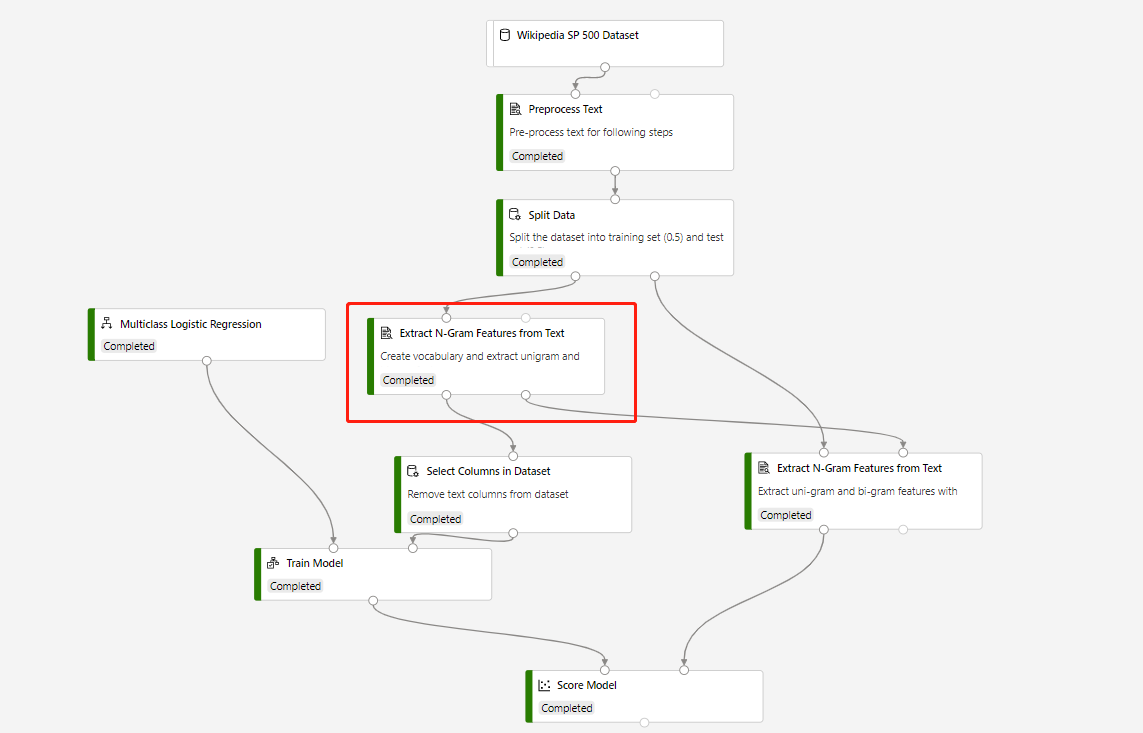 Wikipedia SP 500 Dataset
Preprocess Text
Pre-process text for following steps
Completed
Split Data
Split the dataset into training set (0.5) and test
Completed
Multiclass Logistic Regression
Completed
Extract N-Gram Features from Text
Create vocabulary and extract unigram and
Completed
Select Columns in Dataset
Remove text columns from dataset
Completed
Extract N-Gram Features from Text
Extract uni-gram and bi-gram features with
Completed
Train Model
Completed
Score Model
Completed